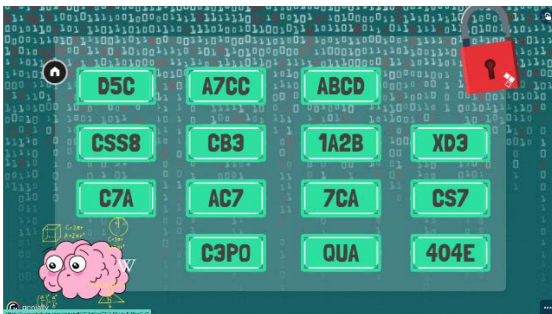 D5C A7CC ABCD
CSS8 CB3 1A2B XD3
C7A AC7 7CA CS7
C3PO QUA 404E
W